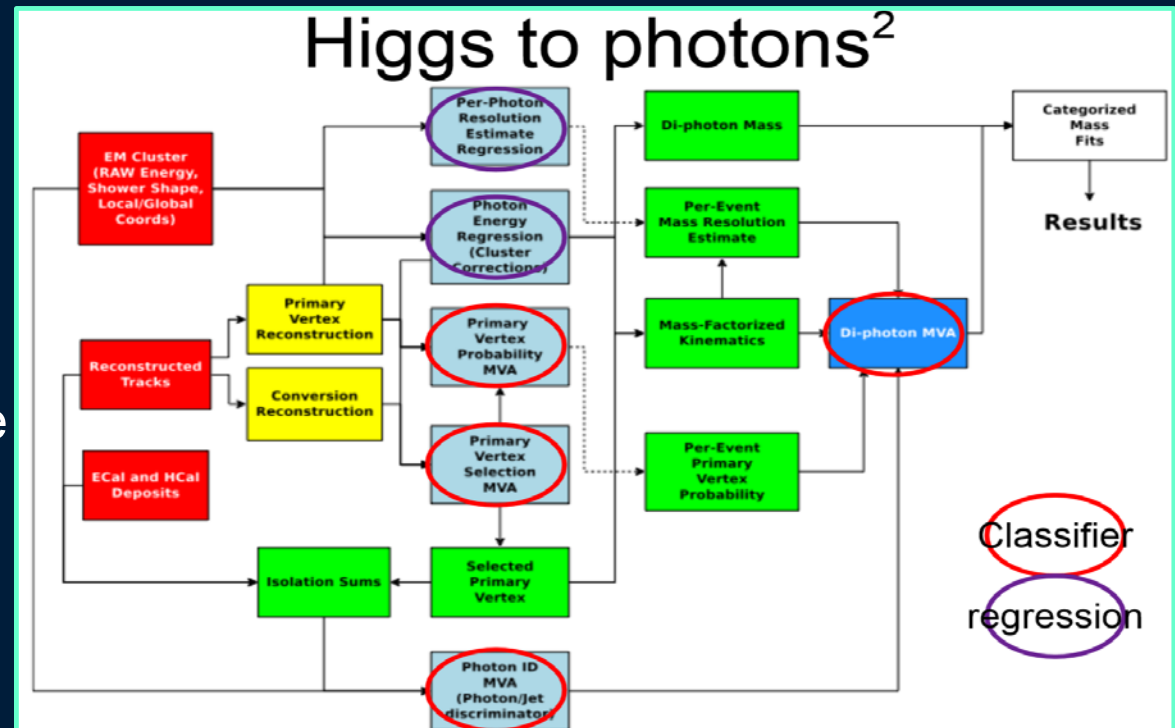 Higgs to photons²
Per-Photon
Resolution
Estimate
Regression
Di-photon Mass
Categorized
Mass
Fits
EM Cluster
(RAW Energy,
Shower Shape,
Local/Global
Coords)
Photon
Energy
Regression
(Cluster
Corrections)
Per-Event
Mass Resolution
Estimate
Results
Primary
Vertex
Reconstruction
Primary
Vertex
Probability
MVA
Mass-Factorized
Kinematics
Di-photon MVA
Reconstructed
Tracks
Conversion
Reconstruction
e
Primary
Vertex
Selection
MVA
Per-Event
Primary
Vertex
Probability
ECal and HCal
Deposits
Classifier
Isolation Sums
Selected
Primary
Vertex
regression
Photon ID
MVA
(Photon/Jet
discriminator)